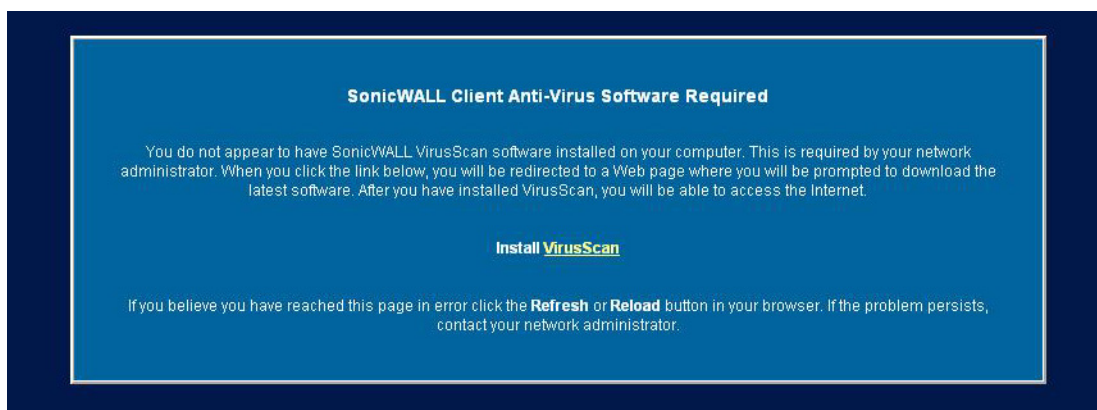 SonicWALL Client Anti-Virus Software Required
You do not appear to have SonicWALL VirusScan software installed on your computer. This is required by your network
administrator. When you click the link below, you will be redirected to a Web page where you will be prompted to download the
latest software. After you have installed VirusScan, you will be able to access the Internet.
Install VirusScan
If you believe you have reached this page in error click the Refresh or Reload button in your browser. If the problem persists,
contact your network administrator.